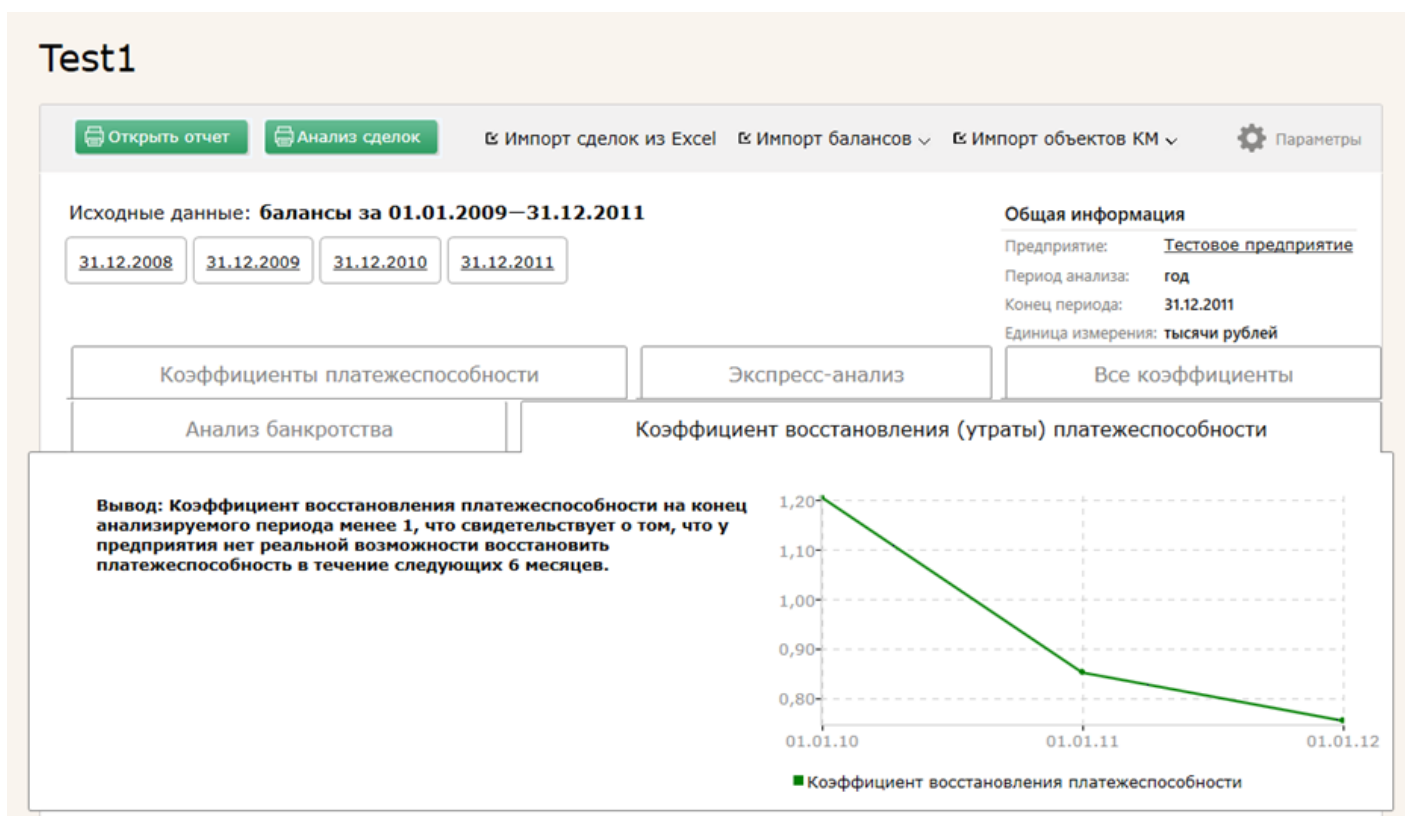 Test1
Открыть отчет Анализ сделок Импорт сделок из Excel Импорт балансов Импорт объектов КМ Параметры
Исходные данные: балансы за 01.01.2009—31.12.2011
31.12.2008 31.12.2009 31.12.2010 31.12.2011
Общая информация
Предприятие: Тестовое предприятие
Период анализа: год
Конец периода: 31.12.2011
Единица измерения: тысячи рублей
Коэффициенты платежеспособности Экспресс-анализ Все коэффициенты
Анализ банкротства Коэффициент восстановления (утраты) платежеспособности
Вывод: Коэффициент восстановления платежеспособности на конец
анализируемого периода менее 1, что свидетельствует о том, что у
предприятия нет реальной возможности восстановить
платежеспособность в течение следующих 6 месяцев.
1,20
1,10
1,00
0,90
0,80
01.01.10 01.01.11 01.01.12
Коэффициент восстановления платежеспособности